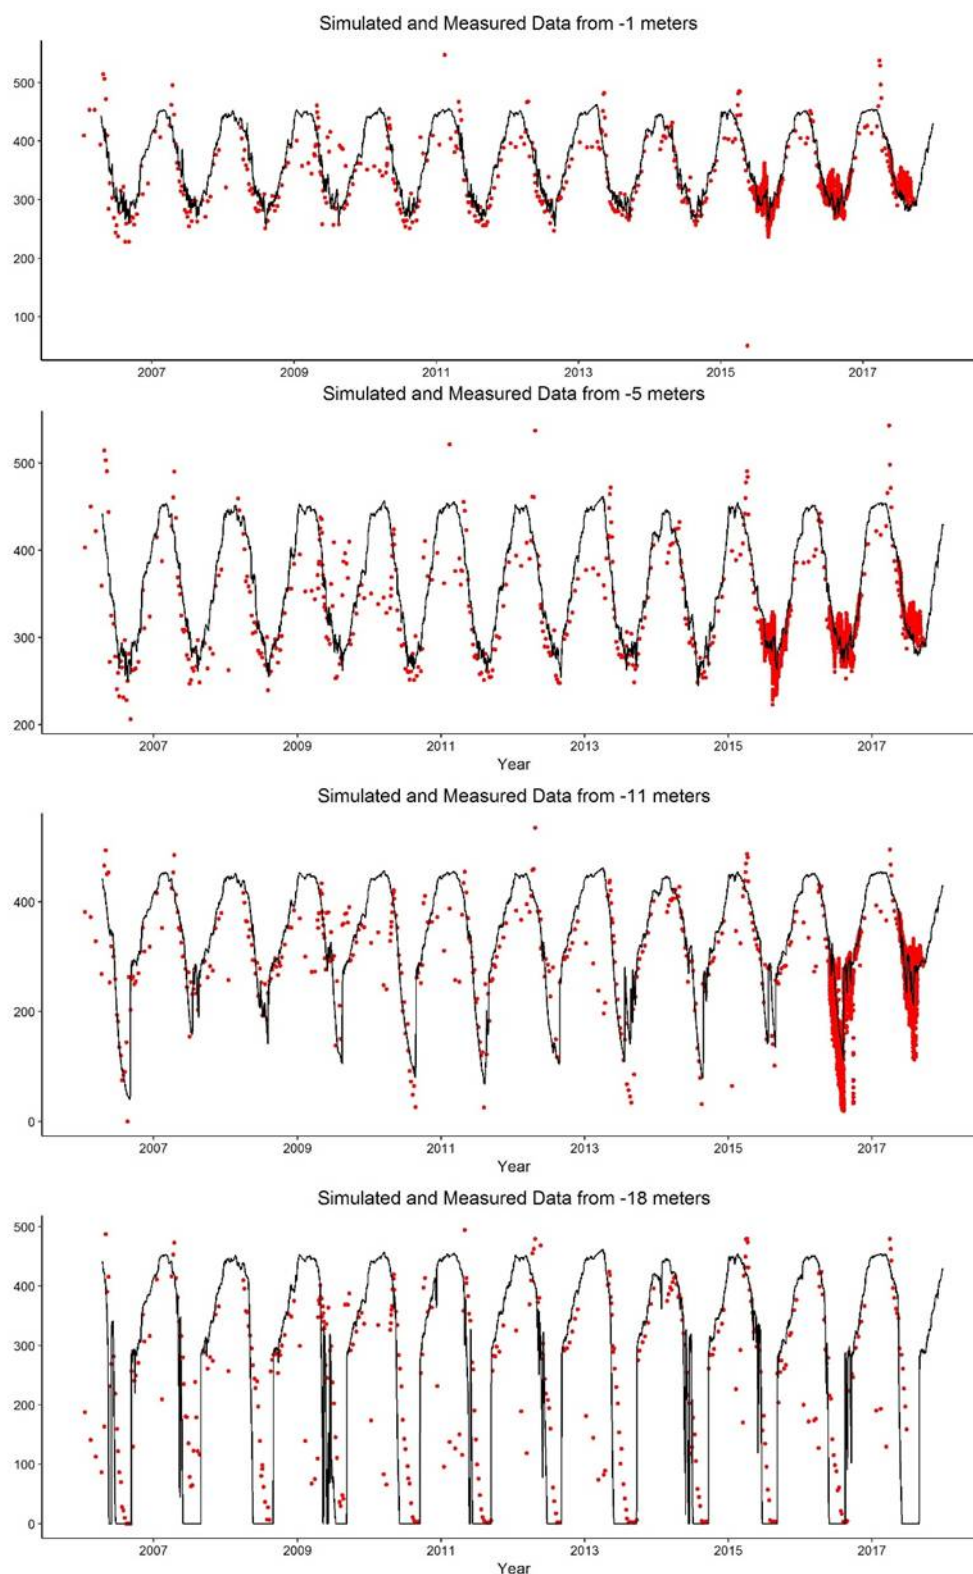 Simulated and Measured Data from -1 meters
500
400
300
200
100
2007 2009 2011 2013 2015 2017
Simulated and Measured Data from -5 meters
500
400
300
200
2007 2009 2011 2013 2015 2017
Year
Simulated and Measured Data from -11 meters
400
200
0
2007 2009 2011 2013 2015 2017
Year
Simulated and Measured Data from -18 meters
500
400
300
200
100
0
2007 2009 2011 2013 2015 2017
Year